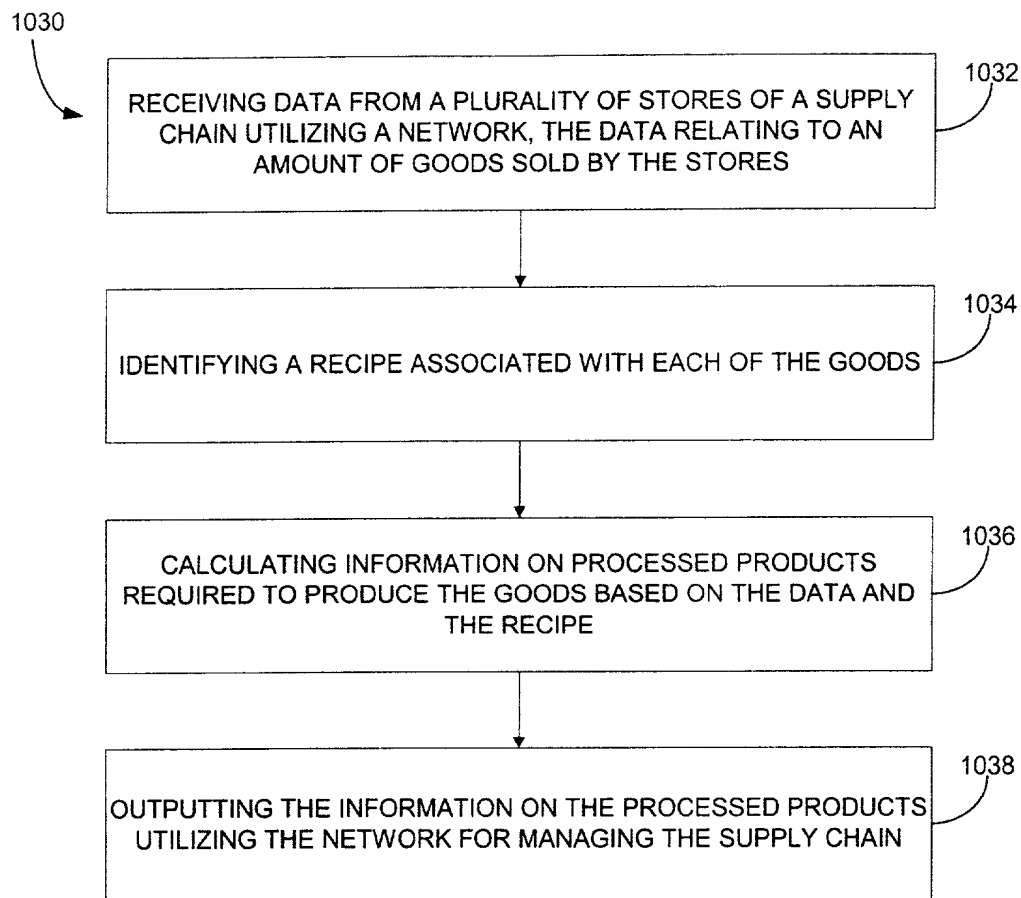 1030
1032
RECEIVING DATA FROM A PLURALITY OF STORES OF A SUPPLY
CHAIN UTILIZING A NETWORK, THE DATA RELATING TO AN
AMOUNT OF GOODS SOLD BY THE STORES
1034
IDENTIFYING A RECIPE ASSOCIATED WITH EACH OF THE GOODS
1036
CALCULATING INFORMATION ON PROCESSED PRODUCTS
REQUIRED TO PRODUCE THE GOODS BASED ON THE DATA AND
THE RECIPE
1038
OUTPUTTING THE INFORMATION ON THE PROCESSED PRODUCTS
UTILIZING THE NETWORK FOR MANAGING THE SUPPLY CHAIN